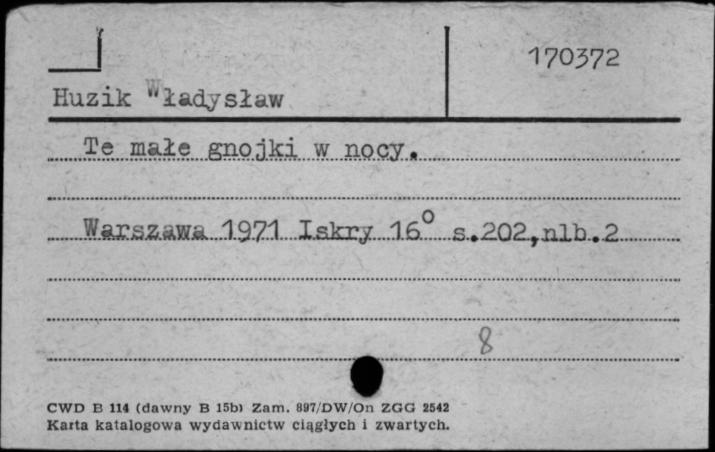 170372
Huzik Władysław
Te małe gnojki w nocy.
Warszawa 1971 Iskry 16° s.202,nlb.2
8
CWD B 114 (dawny B 15b) Zam. 897/DW/On ZGG 2542
Karta katalogowa wydawnictw ciągłych i zwartych.